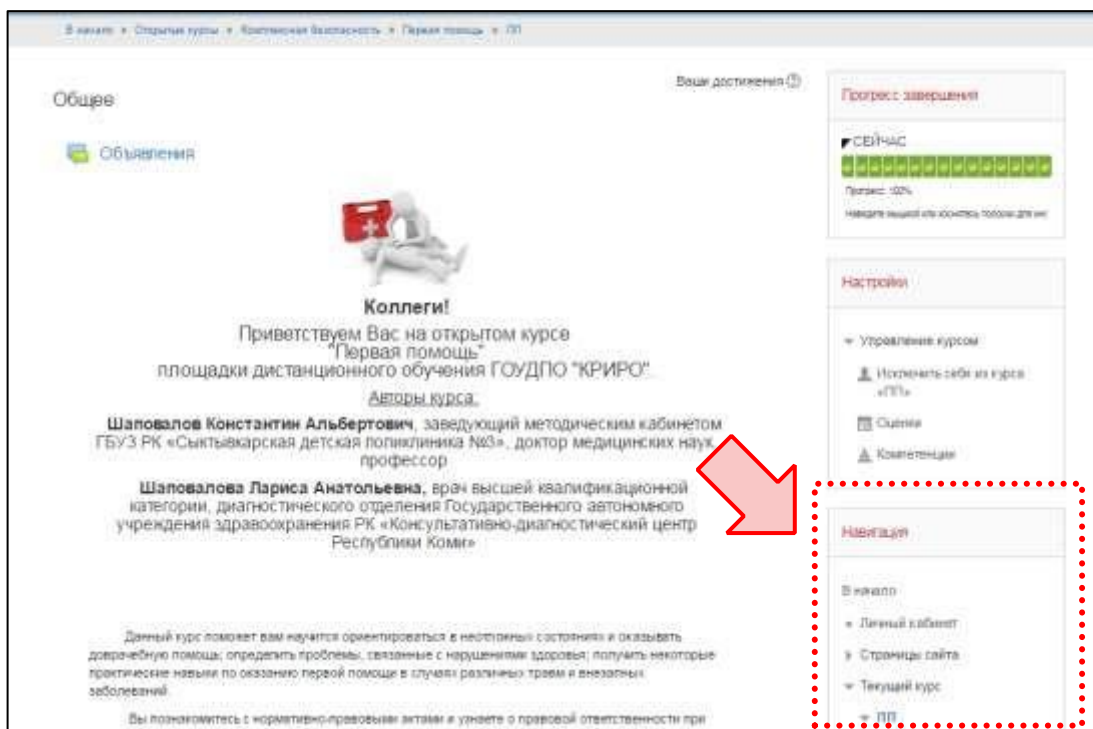 В начало ▸ Открытые курсы ▸ Комплексная безопасность ▸ Первая помощь ▸ ПП
Ваши достижения
Общее
Объявления
Коллеги!
Приветствуем Вас на открытом курсе
"Первая помощь"
площадки дистанционного обучения ГОУДПО "КРИРО"
Авторы курса:
Шаповалов Константин Альбертович, заведующий методическим кабинетом
ГБУЗ РК «Сыктывкарская детская поликлиника №3», доктор медицинских наук,
профессор
Шаповалова Лариса Анатольевна, врач высшей квалификационной
категории, диагностического отделения Государственного автономного
учреждения здравоохранения РК «Консультативно-диагностический центр
Республики Коми»
Данный курс поможет вам научится ориентироваться в неотложных состояниях и оказывать
доврачебную помощь; определить проблемы, связанные с нарушениями здоровья; получить некоторые
практические навыки по оказанию первой помощи в случаях различных травм и внезапных
заболеваний.
Вы познакомитесь с нормативно-правовыми актами и узнаете о правовой ответственности при
Прогресс завершения
СЕЙЧАС
Прогресс: 100%
Наведите мышкой или коснитесь полосы для
Настройки
Управление курсом
Исключить себя из курса
«ПП»
Оценки
Компетенции
Навигация
В начало
Личный кабинет
Страницы сайта
Текущий курс
ПП